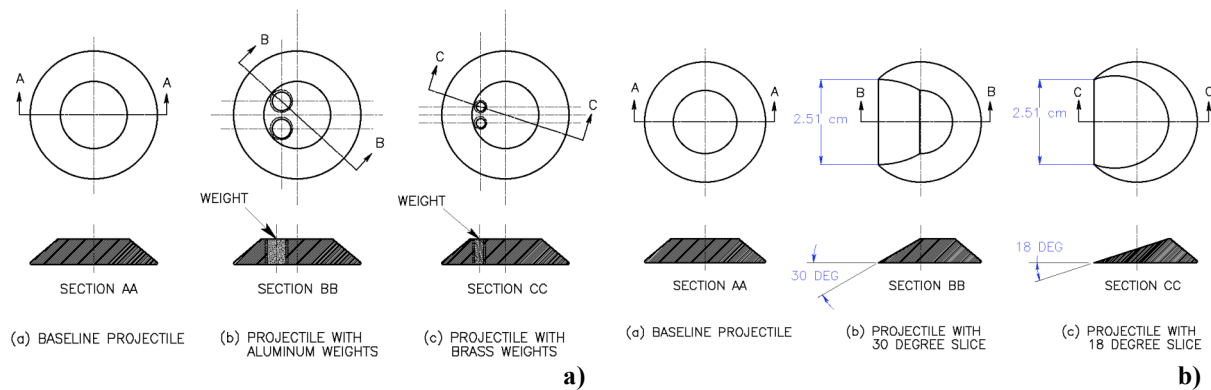 A
A
B
B
C
C
WEIGHT
WEIGHT
SECTION AA
SECTION BB
SECTION CC
(a) BASELINE PROJECTILE
(b) PROJECTILE WITH
ALUMINUM WEIGHTS
(c) PROJECTILE WITH
BRASS WEIGHTS
a)
A
A
2.51 cm
B
B
2.51 cm
C
C
30 DEG
18 DEG
SECTION AA
SECTION BB
SECTION CC
(a) BASELINE PROJECTILE
(b) PROJECTILE WITH
30 DEGREE SLICE
(c) PROJECTILE WITH
18 DEGREE SLICE
b)